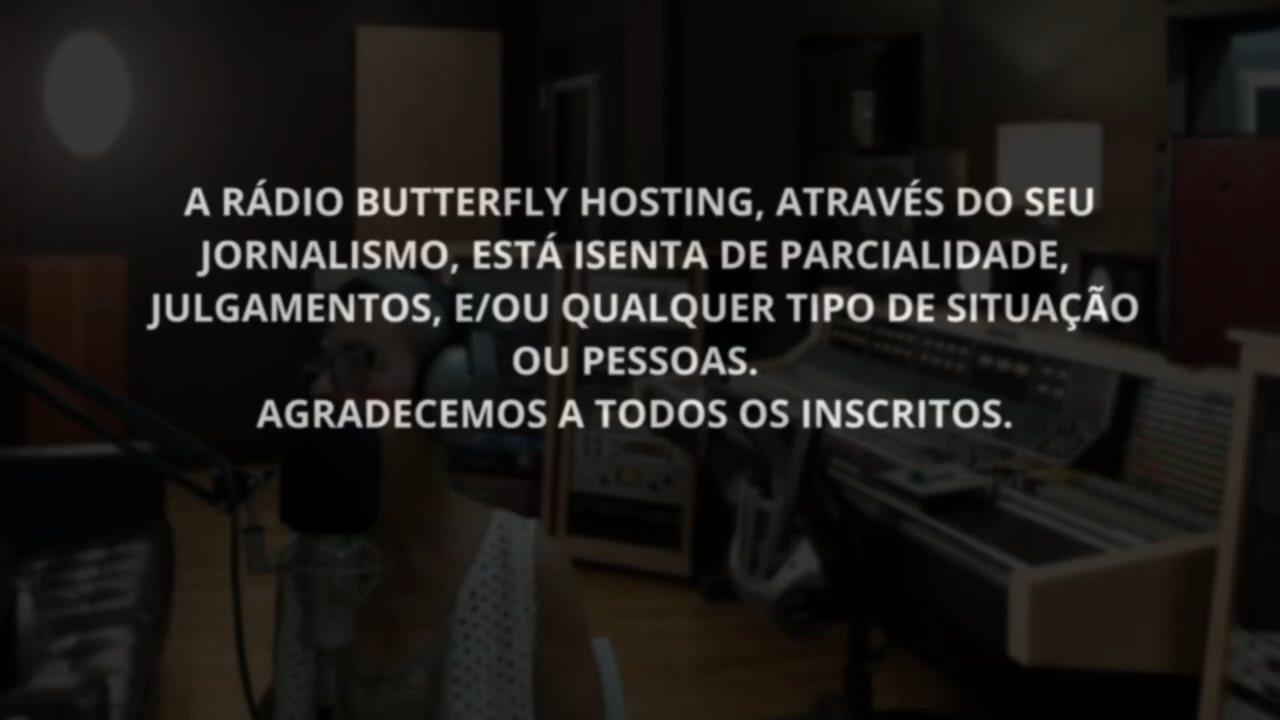 A RÁDIO BUTTERFLY HOSTING, ATRAVÉS DO SEU
JORNALISMO, ESTÁ ISENTA DE PARCIALIDADE,
JULGAMENTOS, E/OU QUALQUER TIPO DE SITUAÇÃO
OU PESSOAS.
AGRADECEMOS A TODOS OS INSCRITOS.